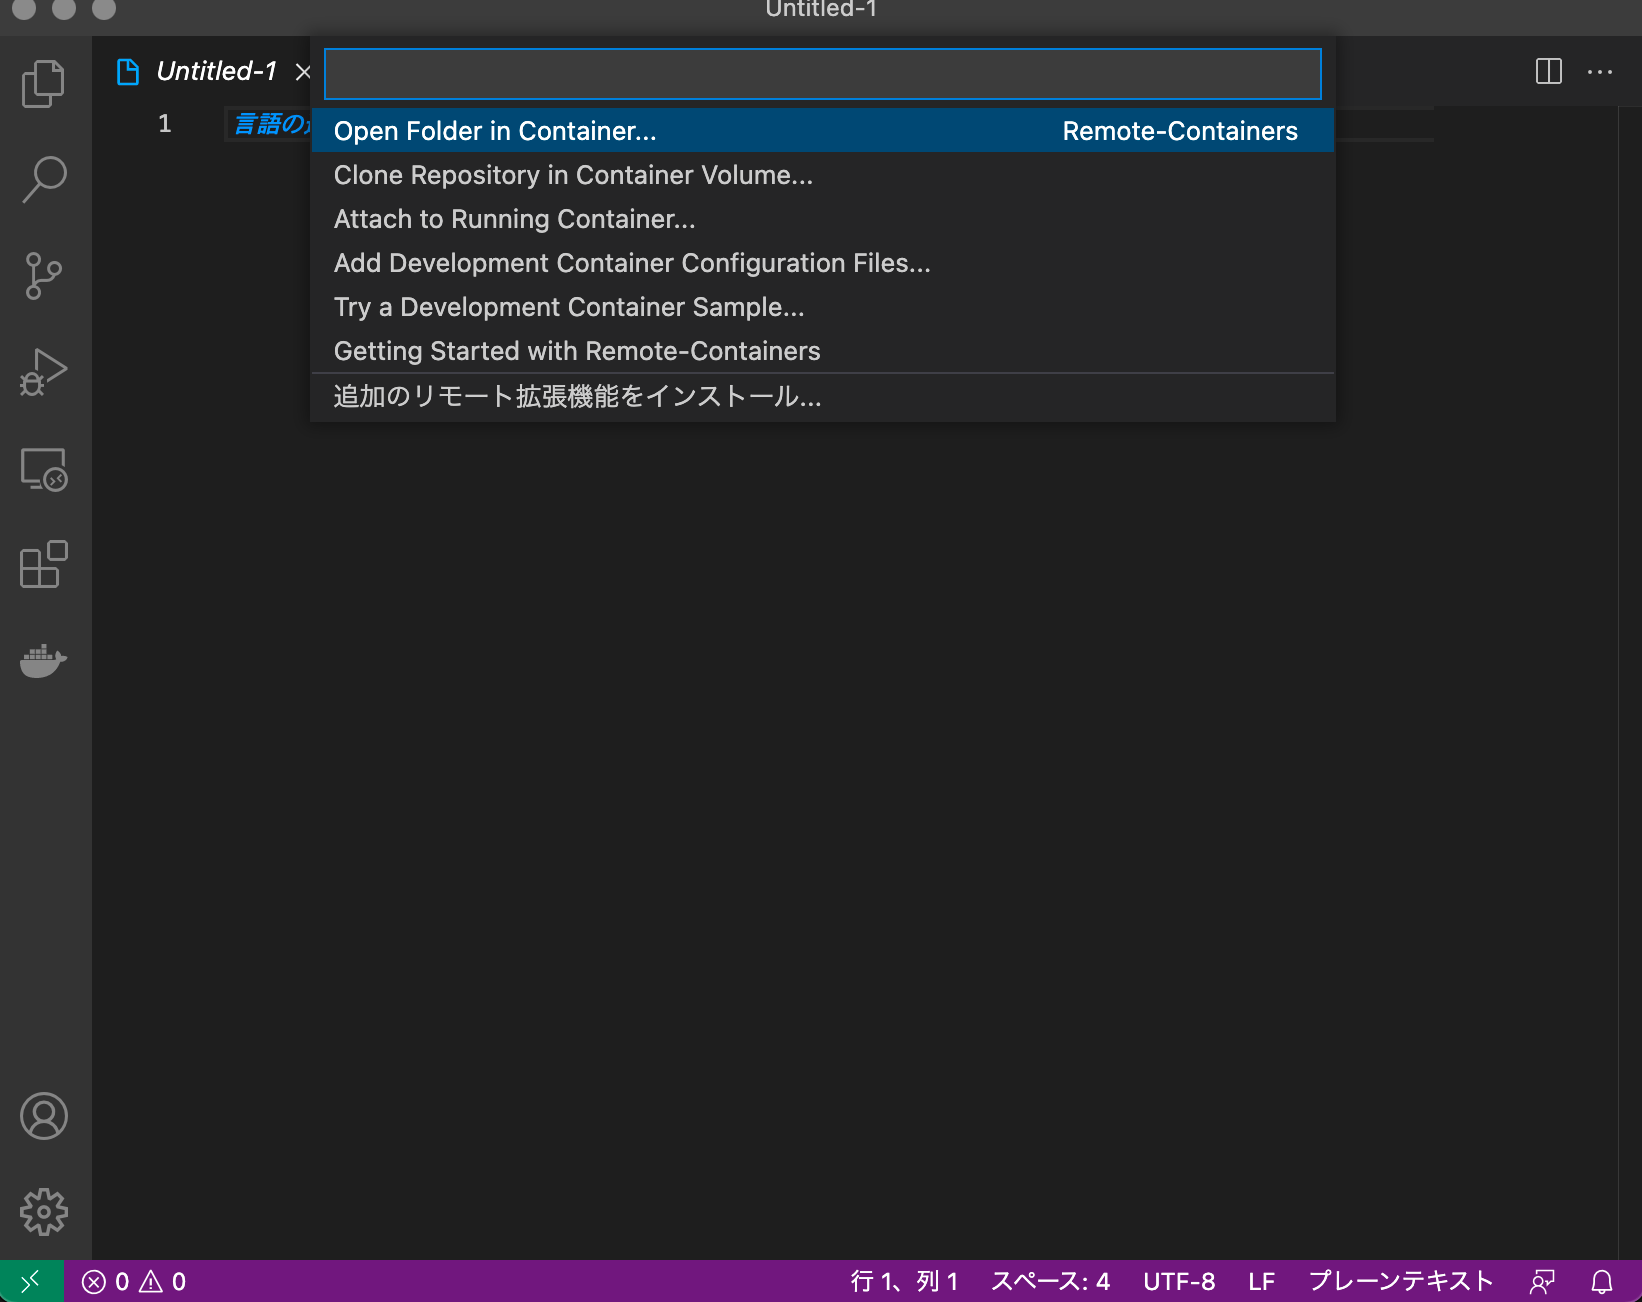 Untitled-1
Untitled-1
1
言語の
Open Folder in Container... Remote-Containers
Clone Repository in Container Volume...
Attach to Running Container...
Add Development Container Configuration Files...
Try a Development Container Sample...
Getting Started with Remote-Containers
追加のリモート拡張機能をインストール...
0 0 行 1、列 1 スペース: 4 UTF-8 LF プレーンテキスト